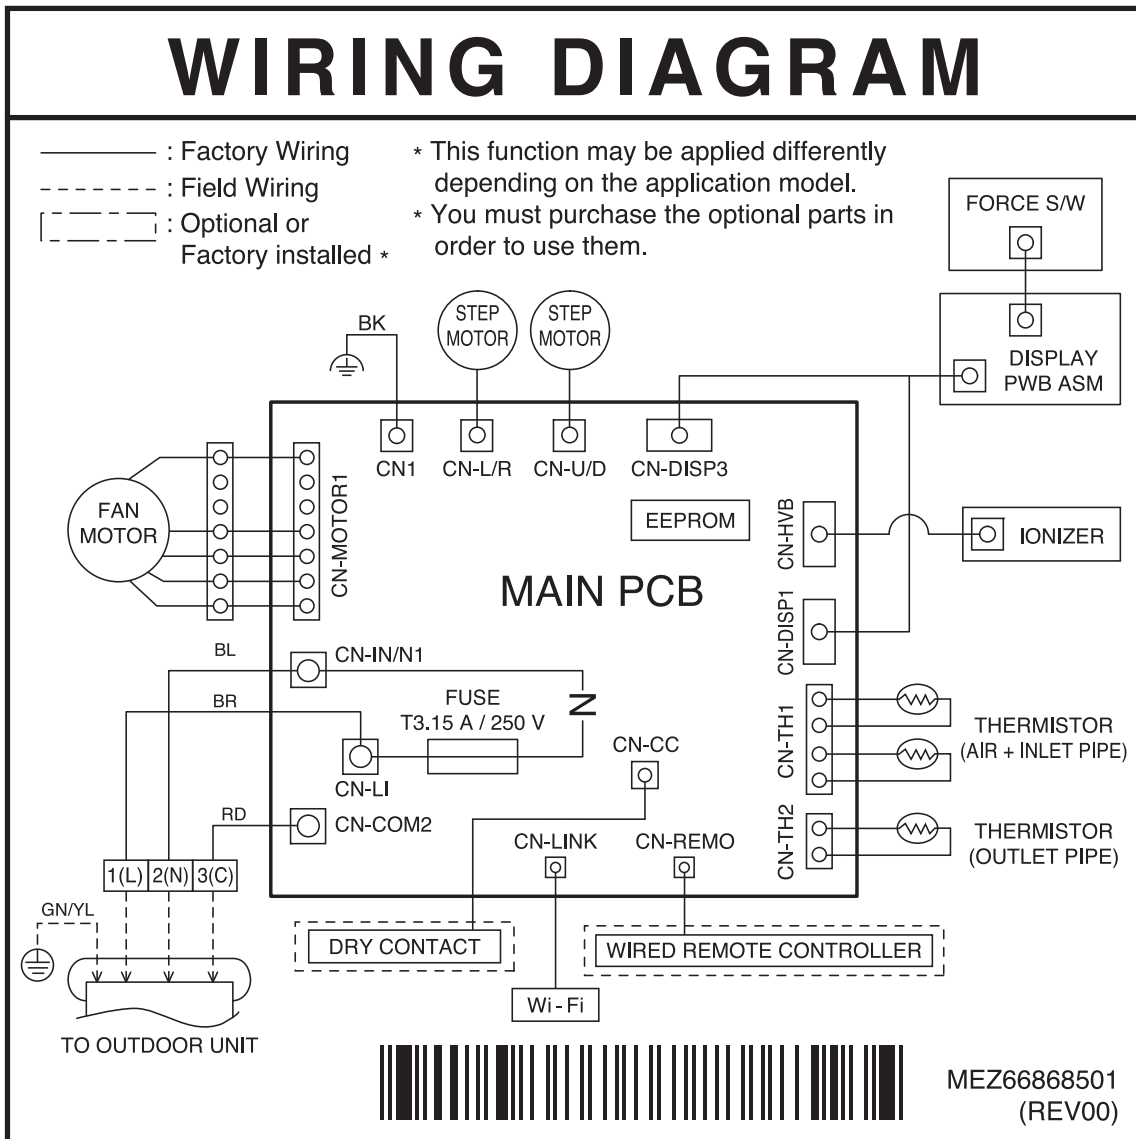 WIRING DIAGRAM
: Factory Wiring
: Field Wiring
: Optional or
Factory installed *
* This function may be applied differently
depending on the application model.
* You must purchase the optional parts in
order to use them.
FORCE S/W
DISPLAY
PWB ASM
BK
STEP
MOTOR
STEP
MOTOR
CN1
CN-L/R
CN-U/D
CN-DISP3
FAN
MOTOR
CN-MOTOR1
EEPROM
CN-HVB
IONIZER
MAIN PCB
CN-DISP1
BL
CN-IN/N1
BR
FUSE
T3.15 A / 250 V
N
CN-LI
CN-CC
CN-TH1
THERMISTOR
(AIR + INLET PIPE)
RD
CN-COM2
CN-LINK
CN-REMO
CN-TH2
THERMISTOR
(OUTLET PIPE)
1(L) 2(N) 3(C)
GN/YL
DRY CONTACT
WIRED REMOTE CONTROLLER
Wi-Fi
TO OUTDOOR UNIT
MEZ66868501
(REV00)